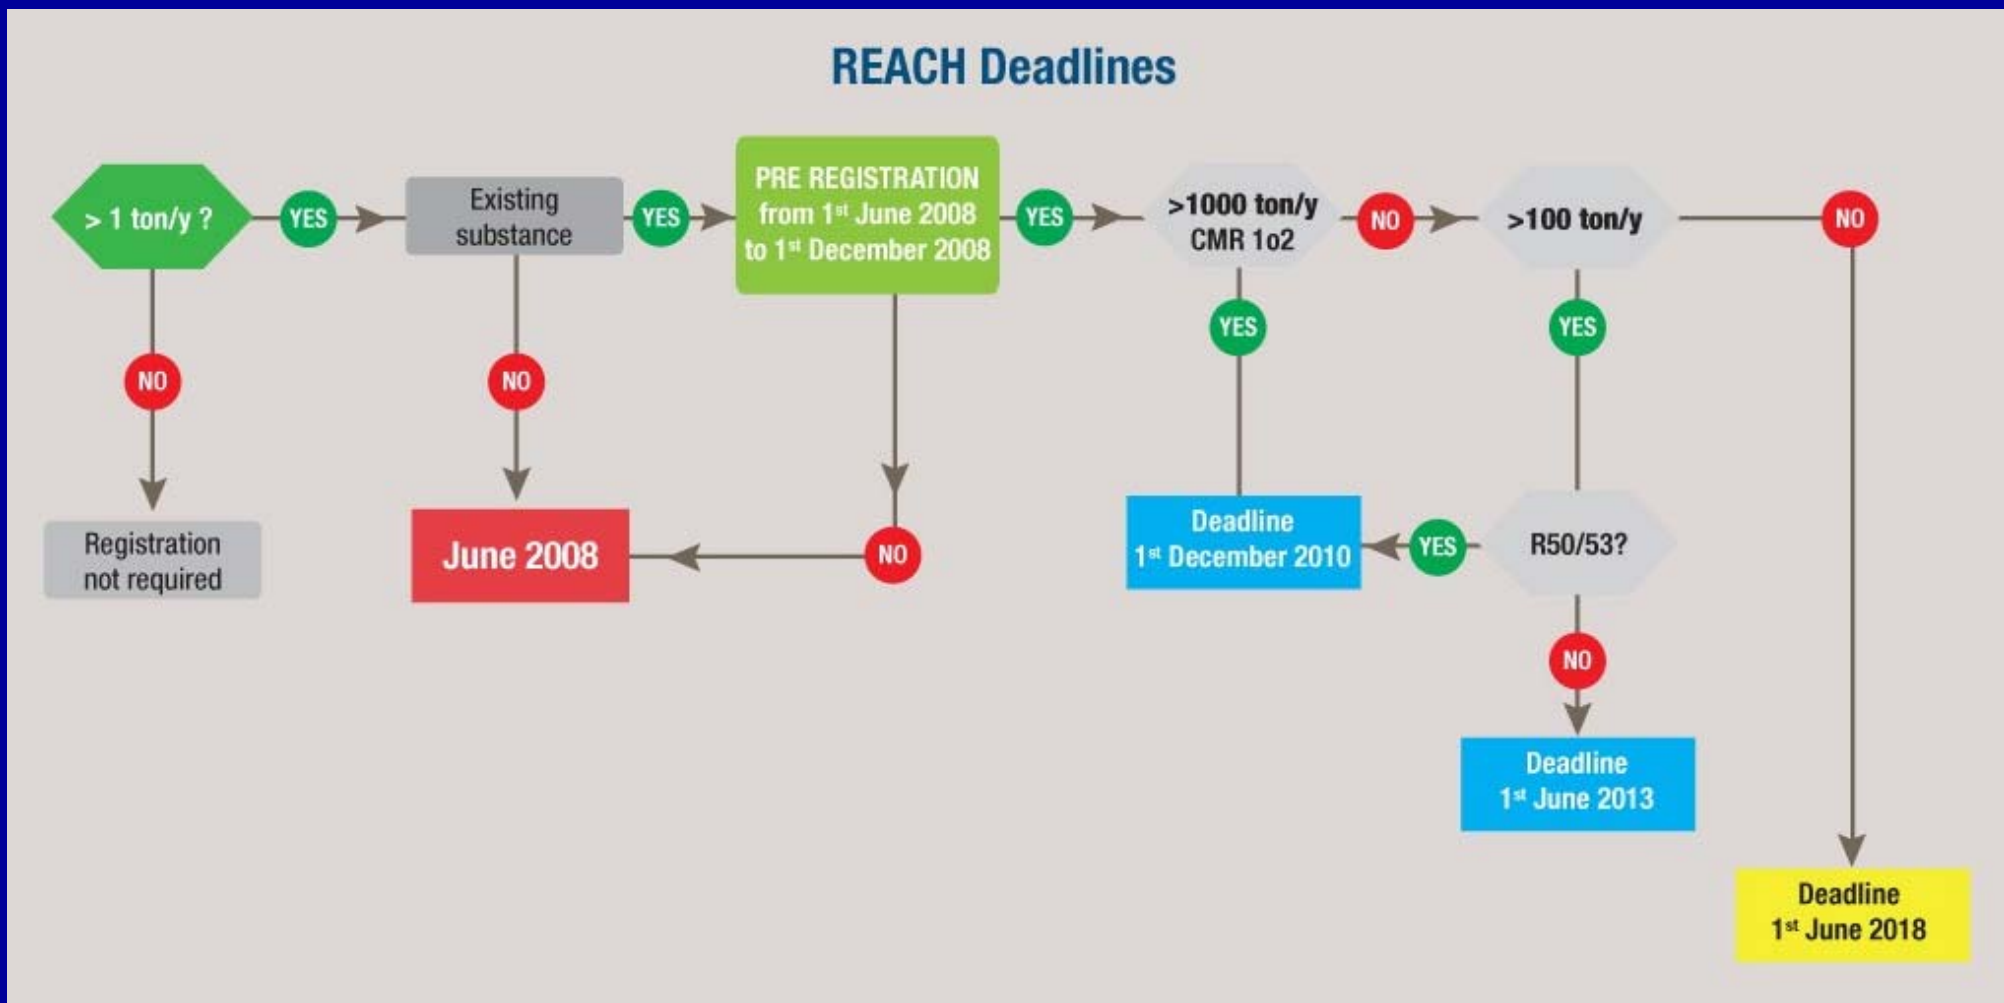 REACH Deadlines
> 1 ton/y ?
YES
Existing
substance
YES
PRE REGISTRATION
from 1st June 2008
to 1st December 2008
YES
>1000 ton/y
CMR 1o2
NO
>100 ton/y
NO
YES
YES
NO
NO
Registration
not required
June 2008
NO
Deadline
1st December 2010
YES
R50/53?
NO
Deadline
1st June 2013
Deadline
1st June 2018